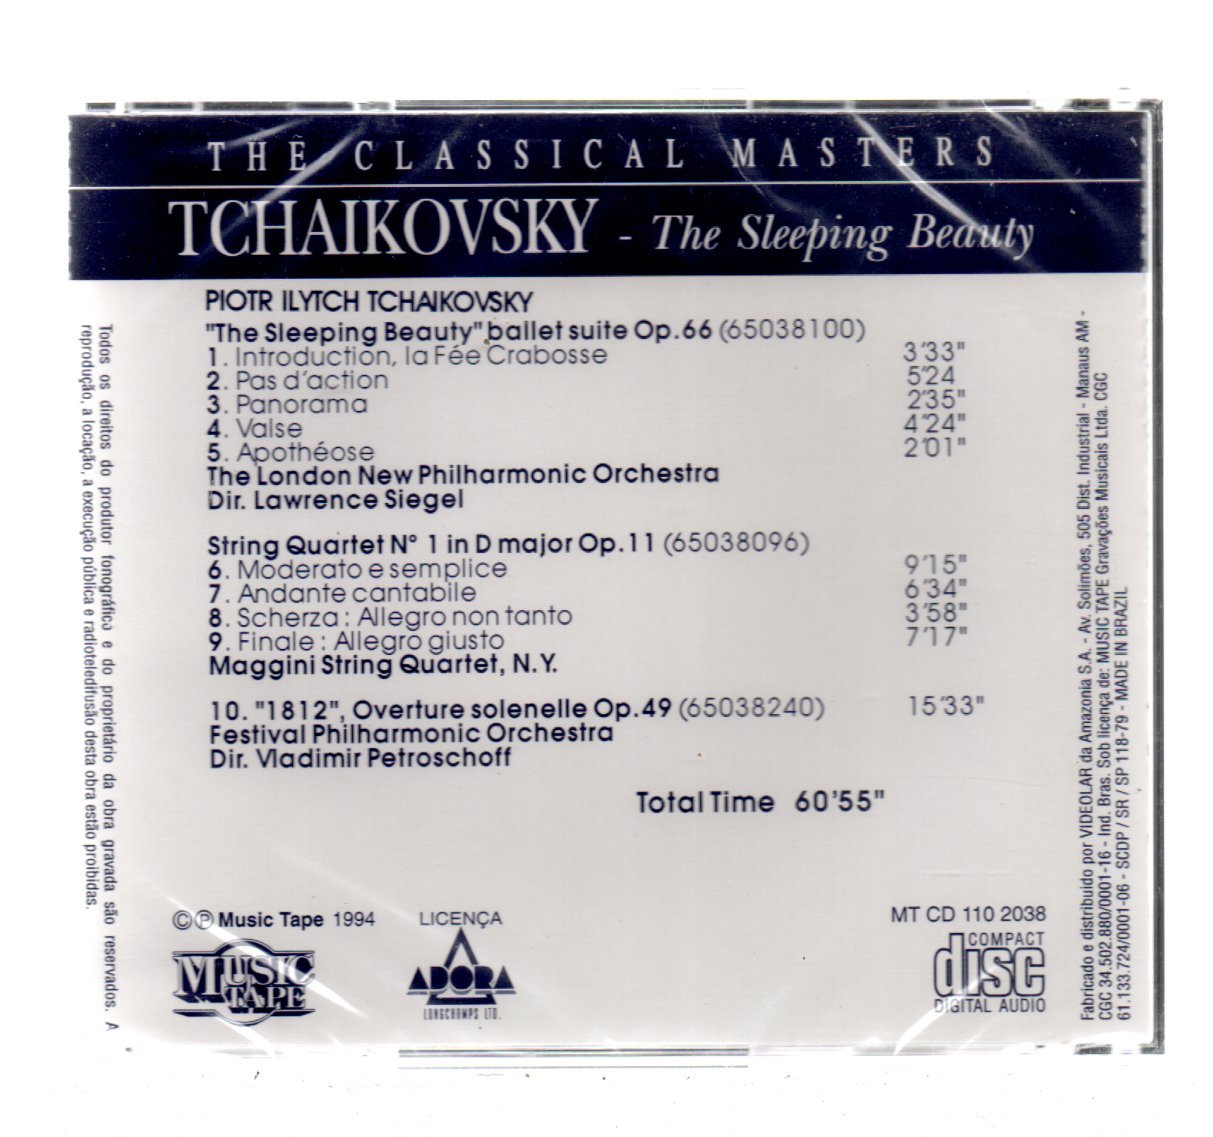 THE CLASSICAL MASTERS
TCHAIKOVSKY - The Sleeping Beauty
PIOTR ILYTCH TCHAIKOVSKY
"The Sleeping Beauty" ballet suite Op.66 (65038100)
1. Introduction, la Fée Crabosse 3'33"
2. Pas d'action 5'24
3. Panorama 2'35"
4. Valse 4'24"
5. Apothéose 2'01"
The London New Philharmonic Orchestra
Dir. Lawrence Siegel
String Quartet N° 1 in D major Op.11 (65038096)
6. Moderato e semplice 9'15"
7. Andante cantabile 6'34"
8. Scherza : Allegro non tanto 3'58"
9. Finale : Allegro giusto 7'17"
Maggini String Quartet, N.Y.
10. "1812", Overture solenelle Op.49 (65038240) 15'33"
Festival Philharmonic Orchestra
Dir. Vladimir Petroschoff
Total Time 60'55"
©℗ Music Tape 1994
MUSIC
TAPE
LICENÇA
ADORA
LONGCHAMPS LTD.
MT CD 110 2038
COMPACT
disc
DIGITAL AUDIO
Todos os direitos do produtor fonográfico e do proprietário da obra gravada são reservados. A
reprodução, a locação, a execução pública e radioteledifusão desta obra estão proibidas.
Fabricado e distribuido por VIDEOLAR da Amazonia S.A. - Av. Solimões, 505 Dist. Industrial - Manaus AM -
CGC 34.502.880/0001-16 - Ind. Bras. Sob licença de: MUSIC TAPE Gravações Musicais Ltda. CGC
61.133.724/0001-06 - SCDP / SR / SP 118-79 - MADE IN BRAZIL